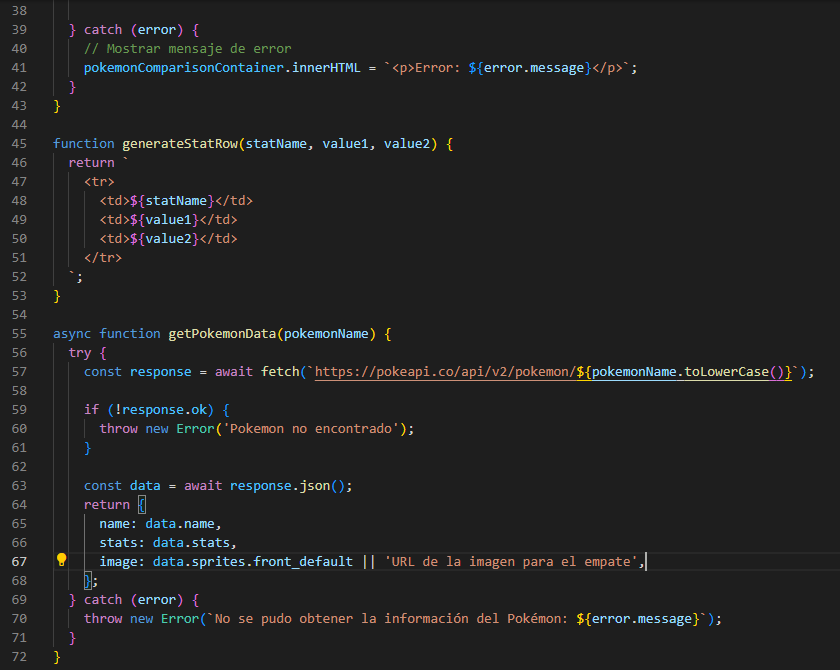 38
39 } catch (error) {
40 // Mostrar mensaje de error
41 pokemonComparisonContainer.innerHTML = `<p>Error: ${error.message}</p>`;
42 }
43 }
44
45 function generateStatRow(statName, value1, value2) {
46 return `
47 <tr>
48 <td>${statName}</td>
49 <td>${value1}</td>
50 <td>${value2}</td>
51 </tr>
52 `;
53 }
54
55 async function getPokemonData(pokemonName) {
56 try {
57 const response = await fetch(`https://pokeapi.co/api/v2/pokemon/${pokemonName.toLowerCase()}`);
58
59 if (!response.ok) {
60 throw new Error('Pokemon no encontrado');
61 }
62
63 const data = await response.json();
64 return {
65 name: data.name,
66 stats: data.stats,
67 image: data.sprites.front_default || 'URL de la imagen para el empate',
68 };
69 } catch (error) {
70 throw new Error(`No se pudo obtener la información del Pokémon: ${error.message}`);
71 }
72 }